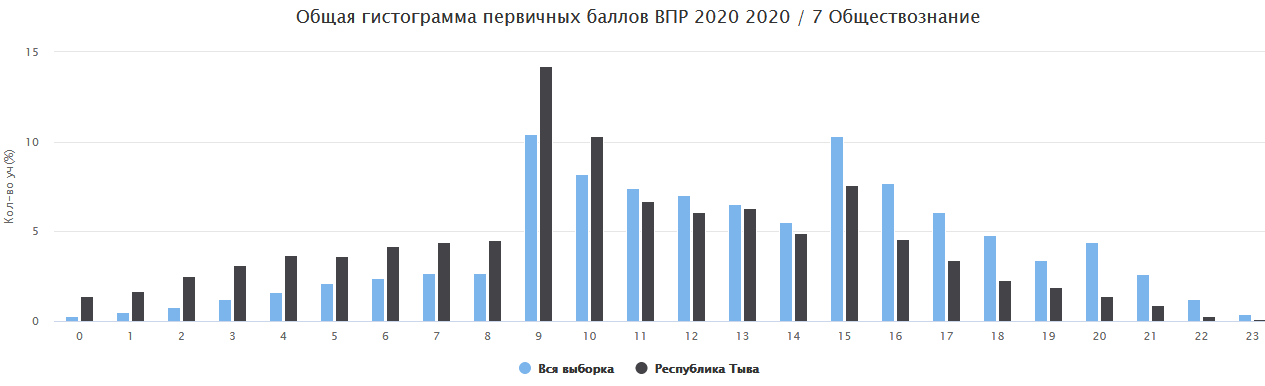 Общая гистограмма первичных баллов ВПР 2020 2020 / 7 Обществознание
Кол-во уч(%)
15
10
5
0
0 1 2 3 4 5 6 7 8 9 10 11 12 13 14 15 16 17 18 19 20 21 22 23
Вся выборка Республика Тыва